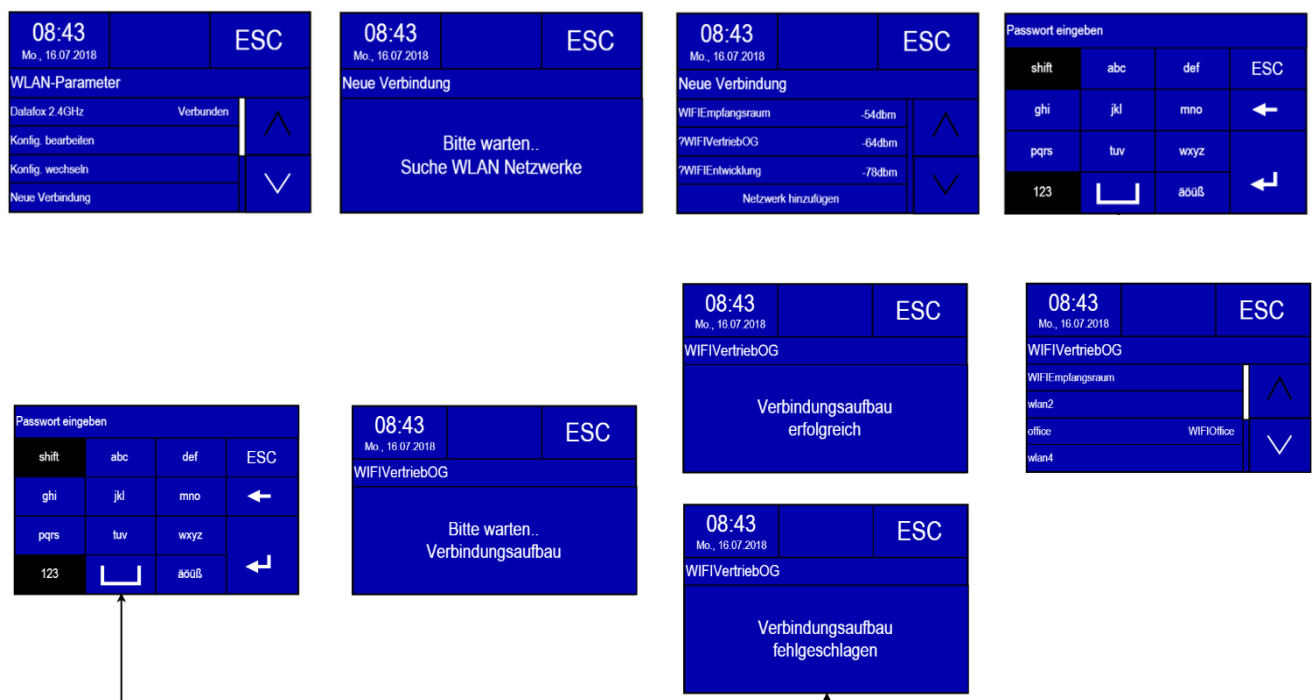 08:43
ESC
Mo., 16.07.2018
WLAN-Parameter
Datafox 2.4GHz Verbunden
Konfig. bearbeiten
Konfig. wechseln
Neue Verbindung
08:43
ESC
Mo., 16.07.2018
Neue Verbindung
Bitte warten..
Suche WLAN Netzwerke
08:43
ESC
Mo., 16.07.2018
Neue Verbindung
WIFIEmpfangsraum -54dbm
?WIFIVertriebOG -64dbm
?WIFIEntwicklung -78dbm
Netzwerk hinzufügen
Passwort eingeben
shift abc def ESC
ghi jkl mno
pqrs tuv wxyz
123 äöüß
08:43
ESC
Mo., 16.07.2018
WIFIVertriebOG
Verbindungsaufbau
erfolgreich
08:43
ESC
Mo., 16.07.2018
WIFIVertriebOG
WIFIEmpfangsraum
wlan2
office WIFIOffice
wlan4
Passwort eingeben
shift abc def ESC
ghi jkl mno
pqrs tuv wxyz
123 äöüß
08:43
ESC
Mo., 16.07.2018
WIFIVertriebOG
Bitte warten..
Verbindungsaufbau
08:43
ESC
Mo., 16.07.2018
WIFIVertriebOG
Verbindungsaufbau
fehlgeschlagen